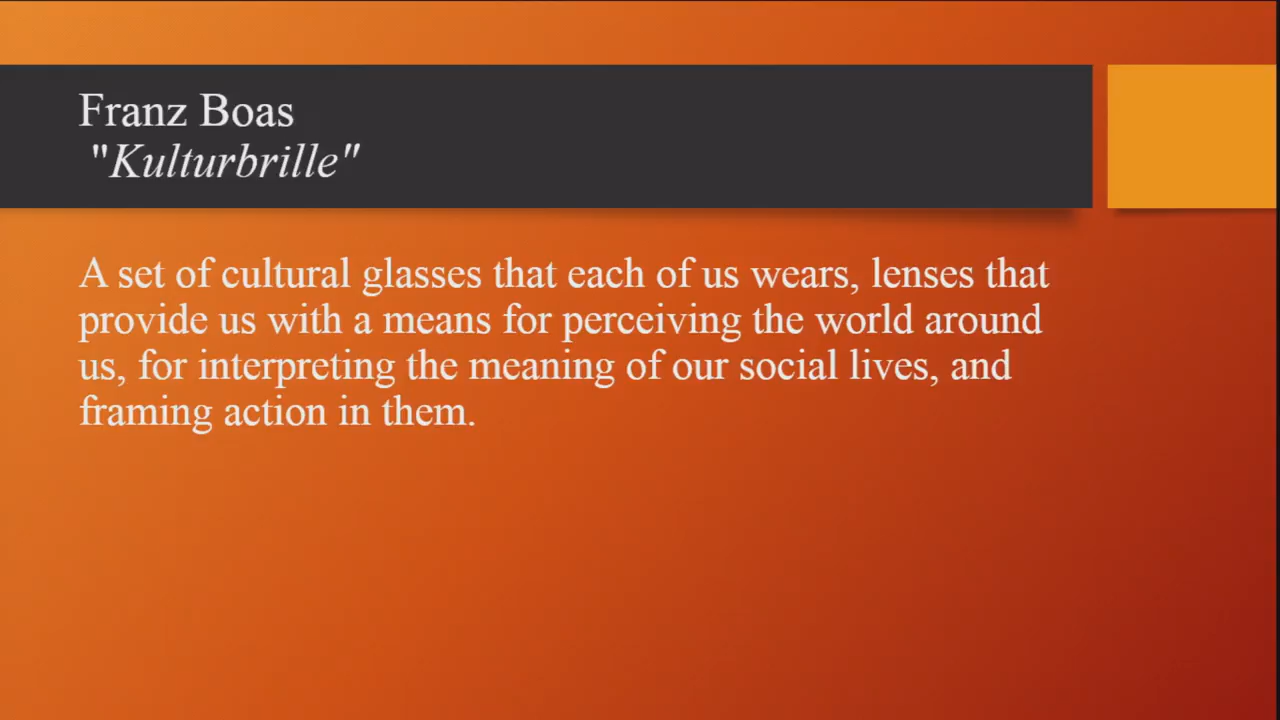 Franz Boas
"Kulturbrille"
A set of cultural glasses that each of us wears, lenses that
provide us with a means for perceiving the world around
us, for interpreting the meaning of our social lives, and
framing action in them.